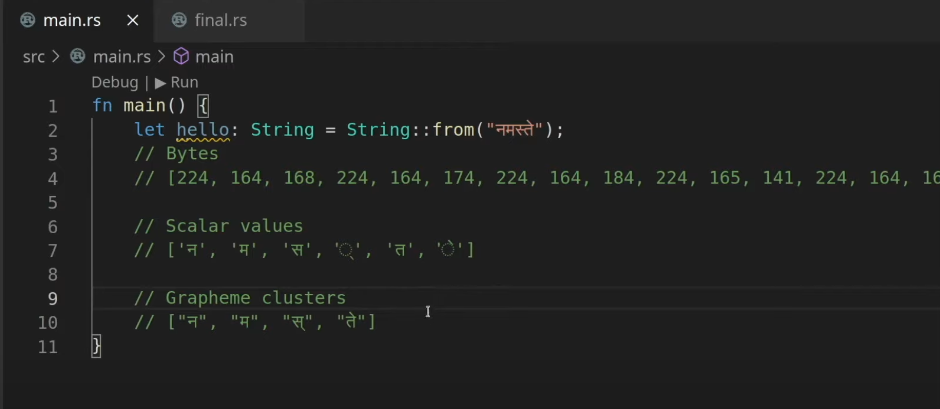 main.rs × final.rs
src > main.rs > main
Debug | ▶ Run
1 fn main() {
2 let hello: String = String::from("नमस्ते");
3 // Bytes
4 // [224, 164, 168, 224, 164, 174, 224, 164, 184, 224, 165, 141, 224, 164, 16
5
6 // Scalar values
7 // ['न', 'म', 'स', '्', 'त', 'े']
8
9 // Grapheme clusters
10 // ["न", "म", "स्", "ते"]
11 }